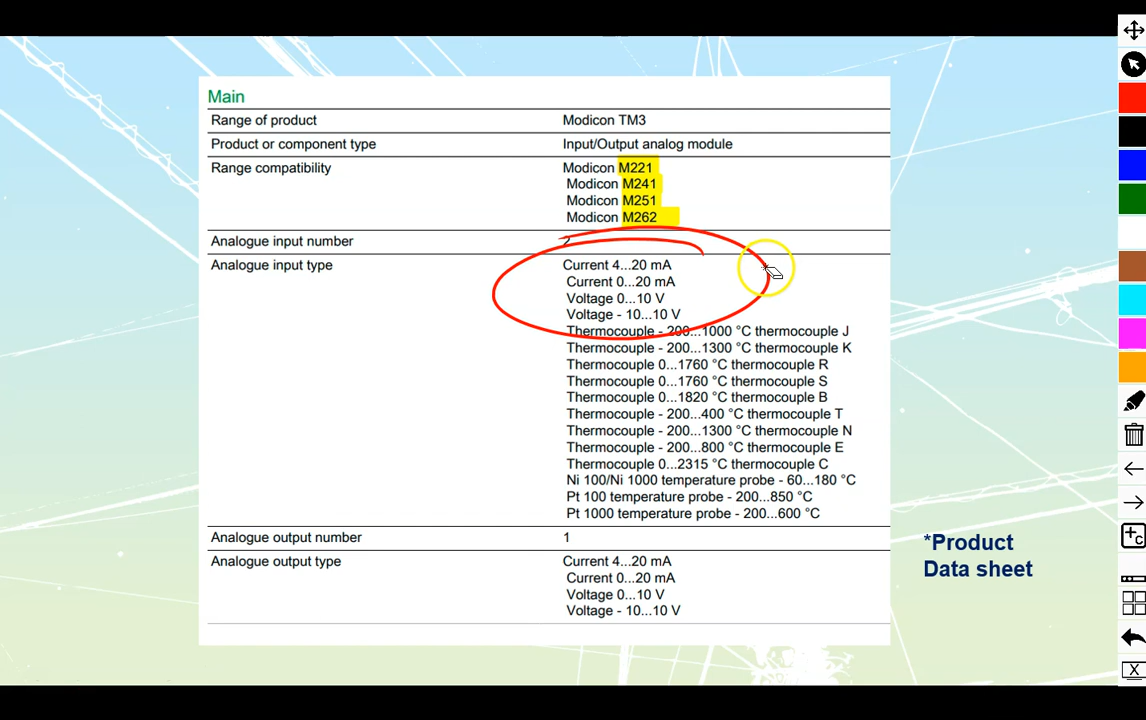 Main
Range of product Modicon TM3
Product or component type Input/Output analog module
Range compatibility Modicon M221
Modicon M241
Modicon M251
Modicon M262
Analogue input number 2
Analogue input type Current 4...20 mA
Current 0...20 mA
Voltage 0...10 V
Voltage - 10...10 V
Thermocouple - 200...1000 °C thermocouple J
Thermocouple - 200...1300 °C thermocouple K
Thermocouple 0...1760 °C thermocouple R
Thermocouple 0...1760 °C thermocouple S
Thermocouple 0...1820 °C thermocouple B
Thermocouple - 200...400 °C thermocouple T
Thermocouple - 200...1300 °C thermocouple N
Thermocouple - 200...800 °C thermocouple E
Thermocouple 0...2315 °C thermocouple C
Ni 100/Ni 1000 temperature probe - 60...180 °C
Pt 100 temperature probe - 200...850 °C
Pt 1000 temperature probe - 200...600 °C
Analogue output number 1
Analogue output type Current 4...20 mA
Current 0...20 mA
Voltage 0...10 V
Voltage - 10...10 V
*Product
Data sheet
+c
X